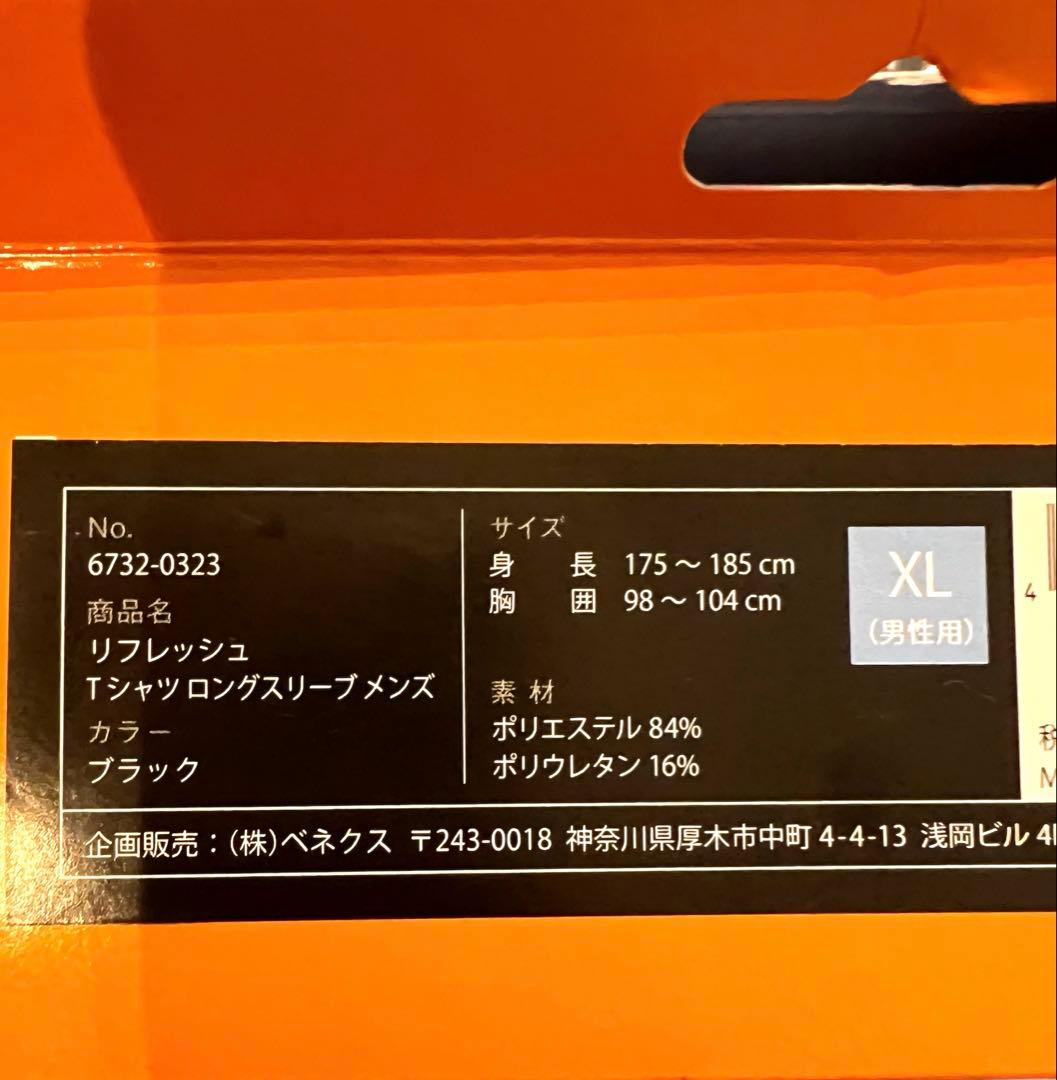 No.
6732-0323
商品名
リフレッシュ
Tシャツ ロングスリーブ メンズ
カラー
ブラック
サイズ
身 長 175 ～ 185 cm
胸 囲 98 ～ 104 cm
素 材
ポリエステル 84%
ポリウレタン 16%
XL
(男性用)
4
税
M
企画販売：(株)ベネクス 〒243-0018 神奈川県厚木市中町 4-4-13 浅岡ビル 4